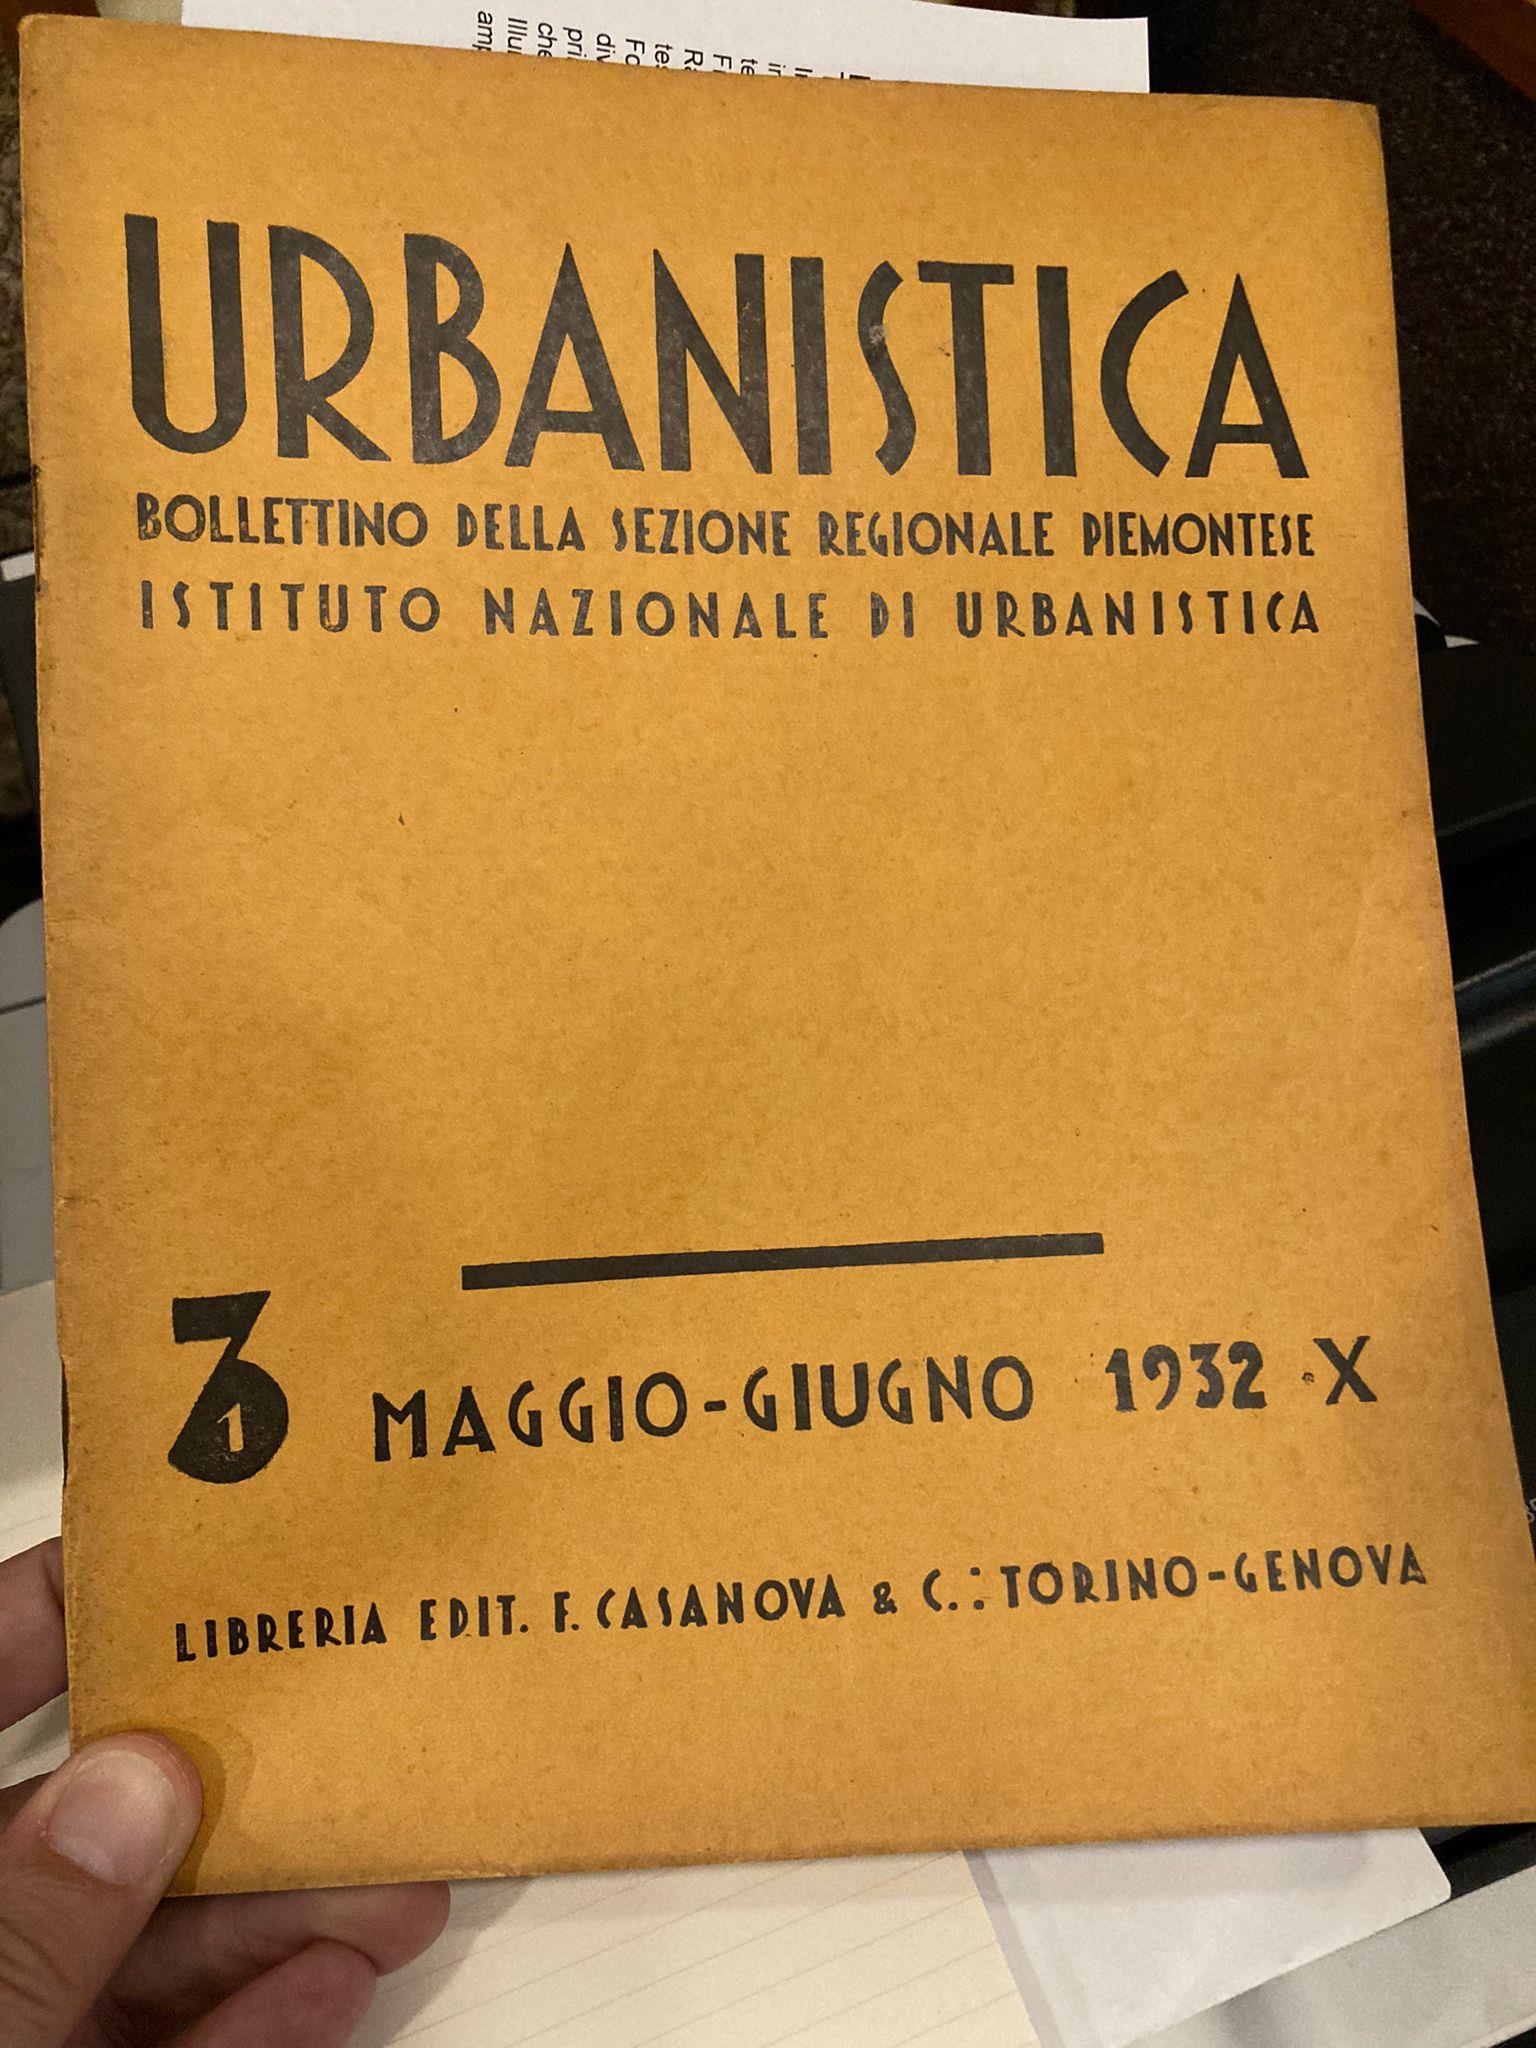 URBANISTICA
BOLLETTINO DELLA SEZIONE REGIONALE PIEMONTESE
ISTITUTO NAZIONALE DI URBANISTICA
3
1
MAGGIO-GIUGNO 1932 · X
LIBRERIA EDIT. F. CASANOVA & C.:: TORINO-GENOVA